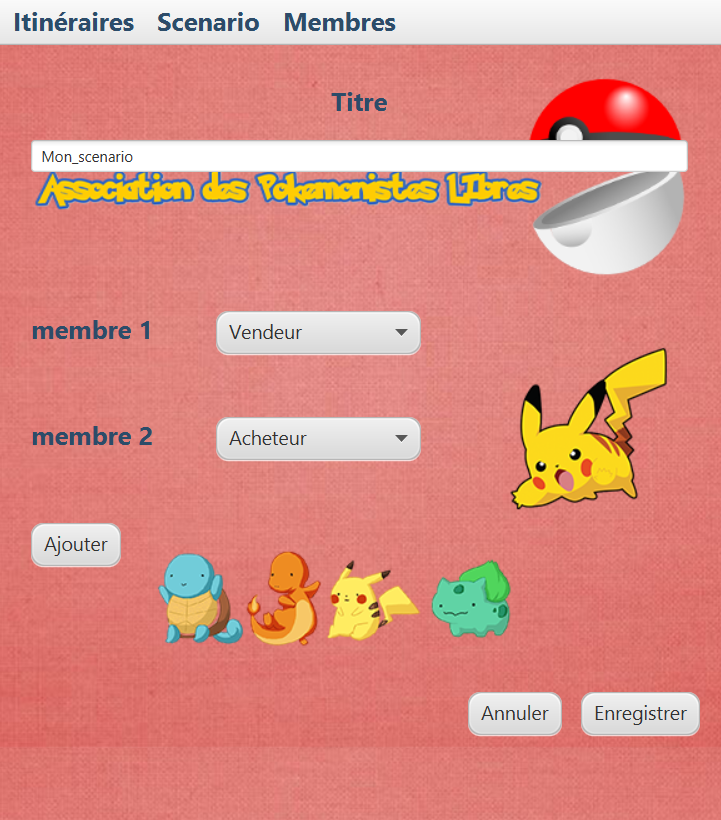 Itinéraires Scenario Membres
Titre
Mon_scenario
Association des Pokemonistes LIbres
membre 1 Vendeur
membre 2 Acheteur
Ajouter
Annuler Enregistrer